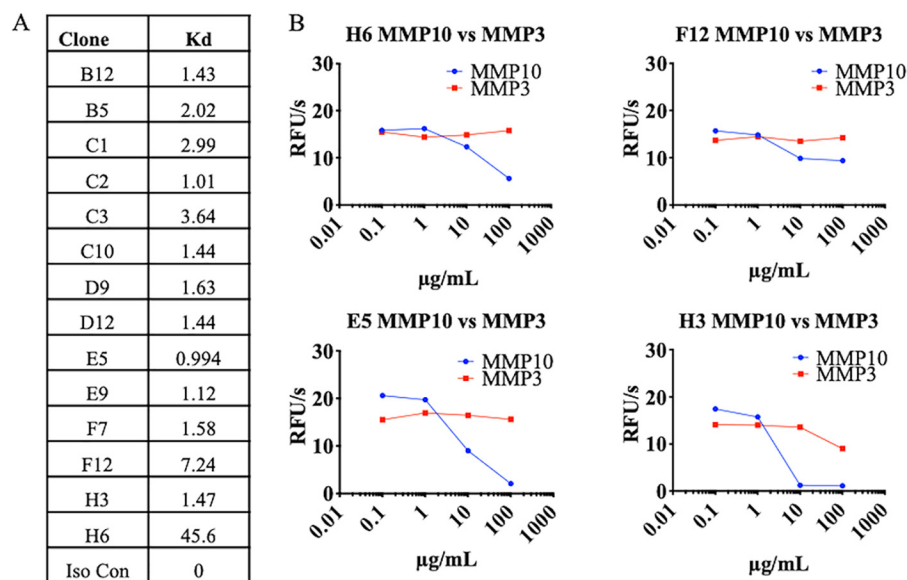 A
Clone Kd
B12 1.43
B5 2.02
C1 2.99
C2 1.01
C3 3.64
C10 1.44
D9 1.63
D12 1.44
E5 0.994
E9 1.12
F7 1.58
F12 7.24
H3 1.47
H6 45.6
Iso Con 0
B
H6 MMP10 vs MMP3
30
20
10
0
RFU/s
MMP10
MMP3
0.01 0.1 1 10 100 1000
µg/mL
F12 MMP10 vs MMP3
30
20
10
0
RFU/s
MMP10
MMP3
0.01 0.1 1 10 100 1000
µg/mL
E5 MMP10 vs MMP3
30
20
10
0
RFU/s
MMP10
MMP3
0.01 0.1 1 10 100 1000
µg/mL
H3 MMP10 vs MMP3
30
20
10
0
RFU/s
MMP10
MMP3
0.01 0.1 1 10 100 1000
µg/mL